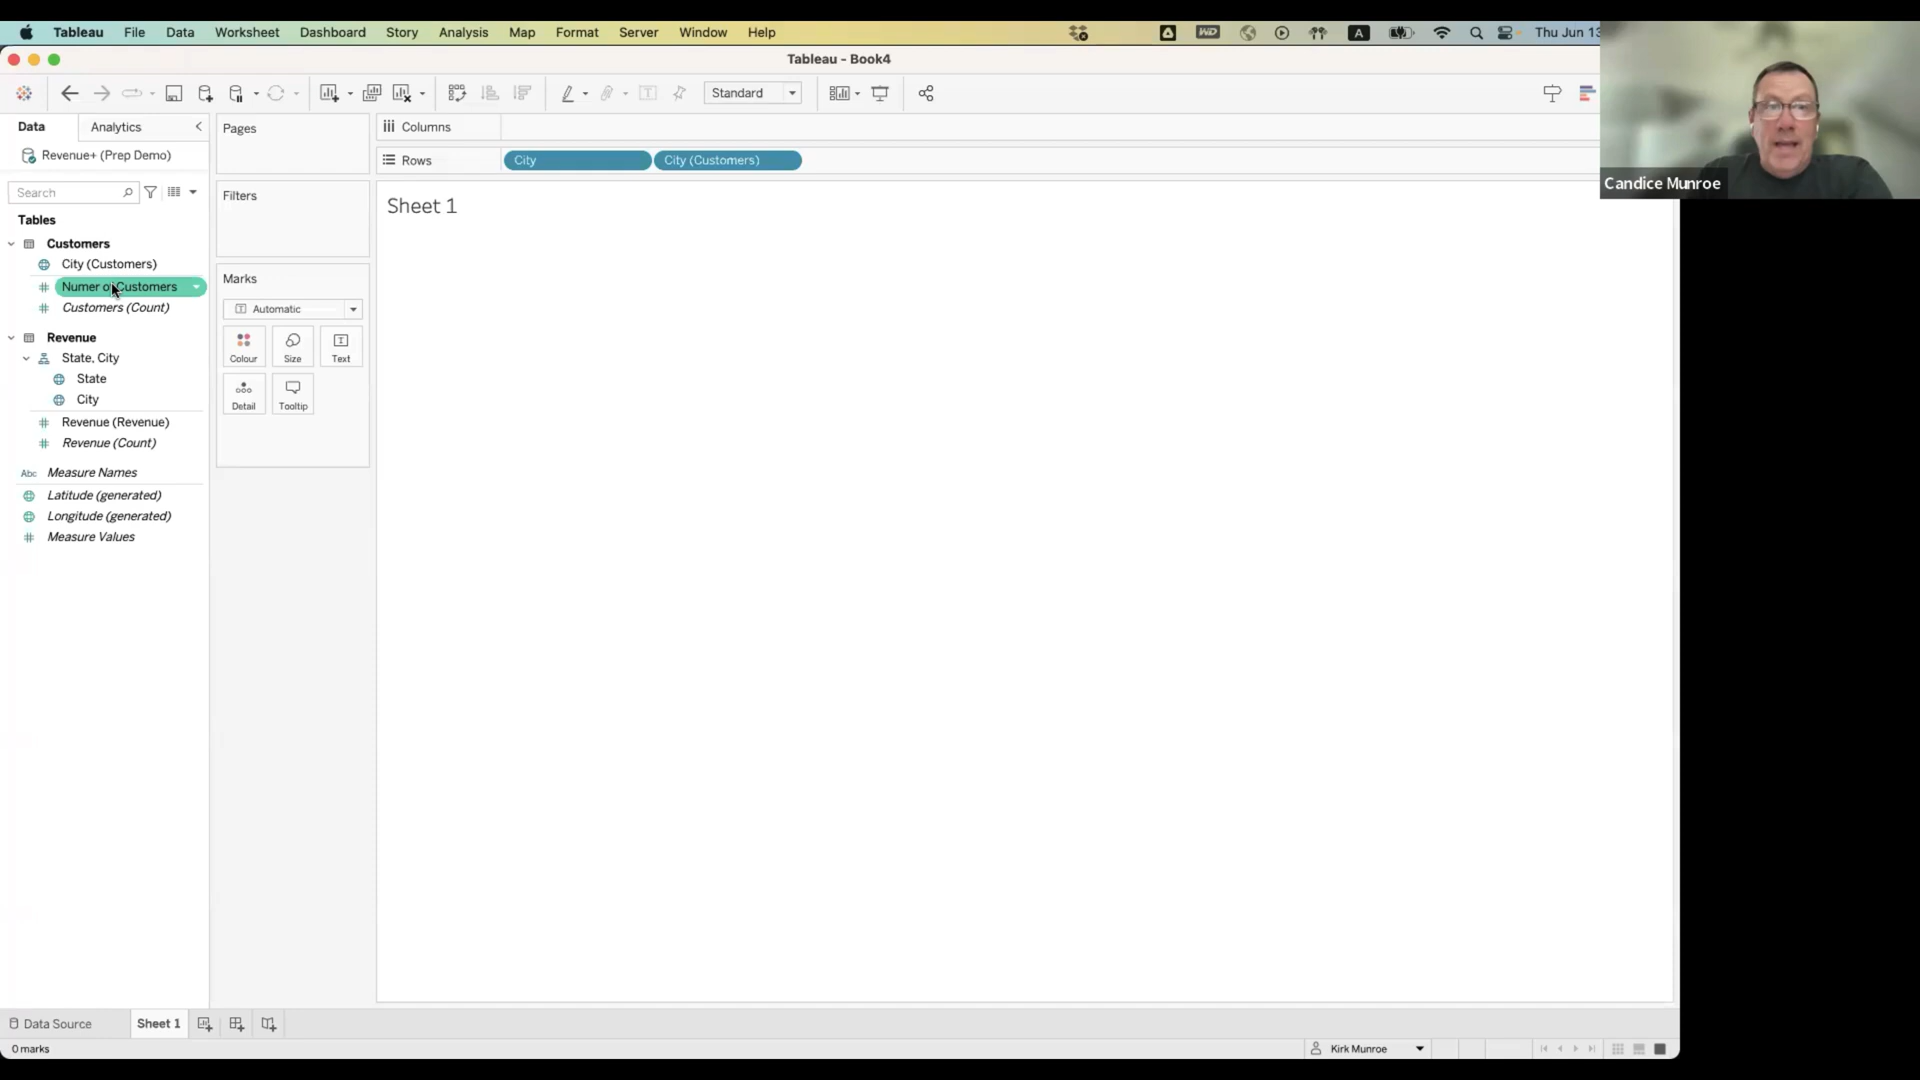 Tableau File Data Worksheet Dashboard Story Analysis Map Format Server Window Help WD A Thu Jun 13
Tableau - Book4
Standard
Data Analytics
Revenue+ (Prep Demo)
Search
Tables
Customers
City (Customers)
Customers
Customers (Count)
Revenue
State, City
State
City
Revenue (Revenue)
Revenue (Count)
Abc Measure Names
Latitude (generated)
Longitude (generated)
Measure Values
Pages
Filters
Marks
Automatic
Colour Size Text
Detail Tooltip
Columns
Rows City City (Customers)
Sheet 1
Candice Munroe
Data Source Sheet 1
0 marks
Kirk Munroe